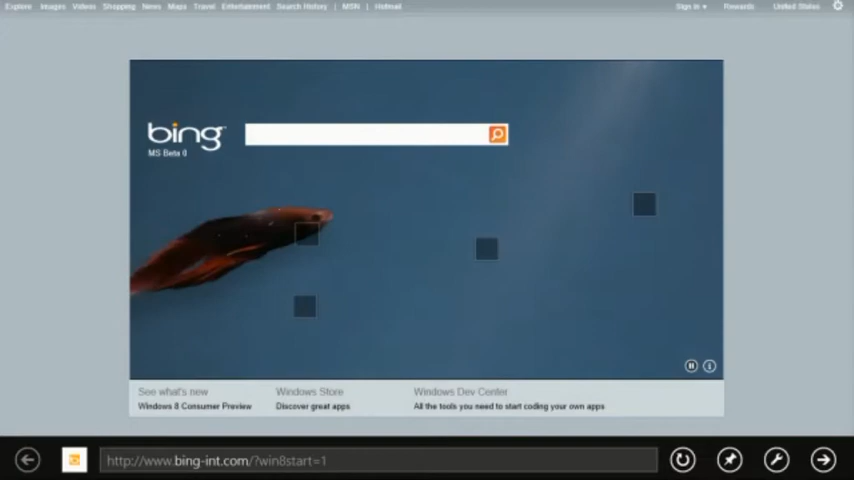 Explore Images Videos Shopping News Maps Travel Entertainment Search History | MSN | Hotmail
Sign in Rewards United States
bing
MS Beta
See what's new
Windows 8 Consumer Preview
Windows Store
Discover great apps
Windows Dev Center
All the tools you need to start coding your own apps
http://www.bing-int.com/?win8start=1